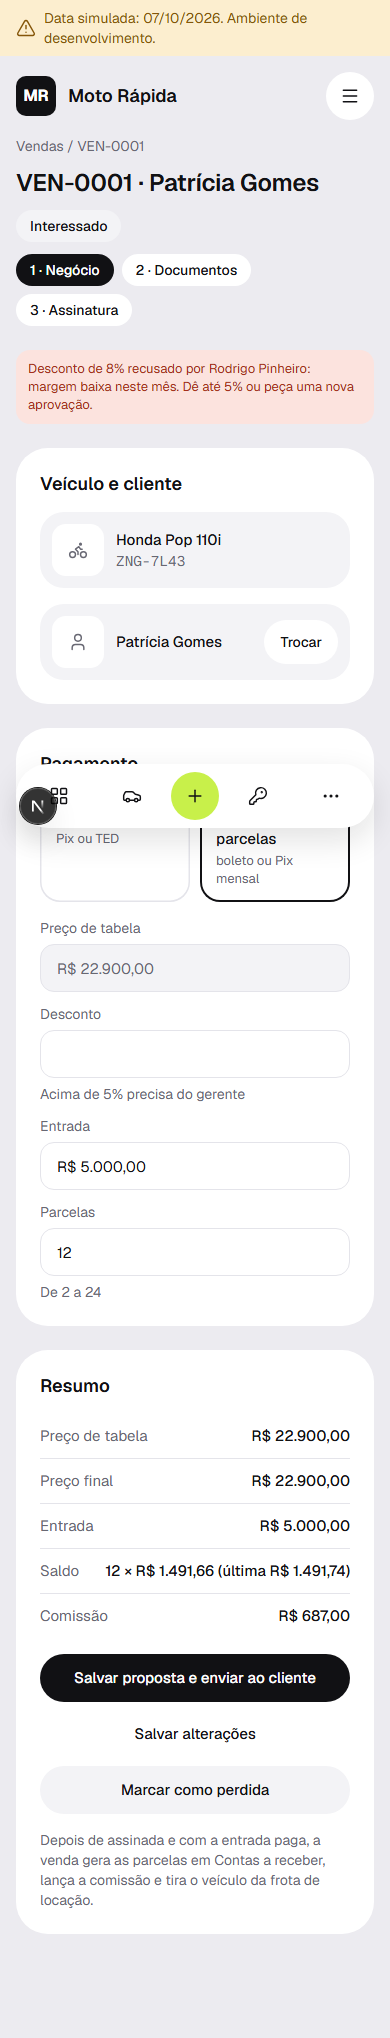 Data simulada: 07/10/2026. Ambiente de
desenvolvimento.
MR
Moto Rápida
Vendas / VEN-0001
VEN-0001 · Patrícia Gomes
Interessado
1 · Negócio
2 · Documentos
3 · Assinatura
Desconto de 8% recusado por Rodrigo Pinheiro:
margem baixa neste mês. Dê até 5% ou peça uma nova
aprovação.
Veículo e cliente
Honda Pop 110i
ZNG-7L43
Patrícia Gomes
Trocar
Pagamento
N
Pix ou TED
parcelas
boleto ou Pix
mensal
Preço de tabela
R$ 22.900,00
Desconto
Acima de 5% precisa do gerente
Entrada
R$ 5.000,00
Parcelas
12
De 2 a 24
Resumo
Preço de tabela
R$ 22.900,00
Preço final
R$ 22.900,00
Entrada
R$ 5.000,00
Saldo
12 × R$ 1.491,66 (última R$ 1.491,74)
Comissão
R$ 687,00
Salvar proposta e enviar ao cliente
Salvar alterações
Marcar como perdida
Depois de assinada e com a entrada paga, a
venda gera as parcelas em Contas a receber,
lança a comissão e tira o veículo da frota de
locação.